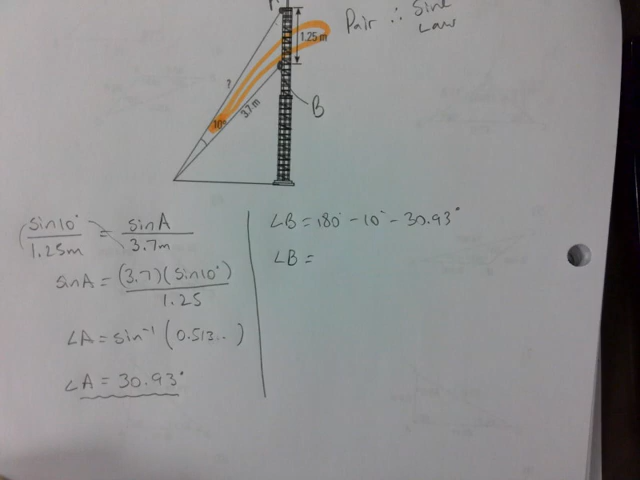 Pair ∴ Sine
Law
1.25 m
?
10°
3.7 m
B
sin10° / 1.25m = sinA / 3.7m
sinA = (3.7)(sin10°) / 1.25
∠A = sin⁻¹ (0.513..)
∠A = 30.93°
∠B = 180° - 10° - 30.93°
∠B =